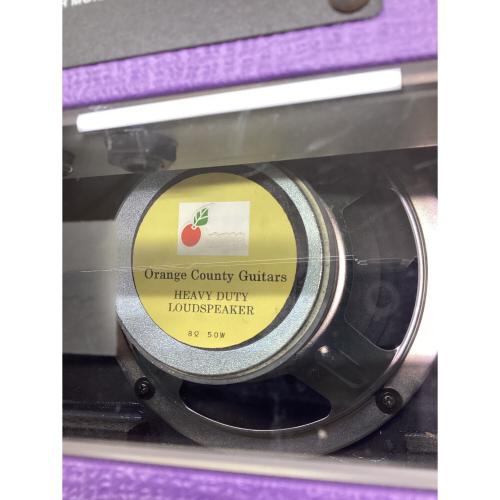 Orange County Guitars
HEAVY DUTY
LOUDSPEAKER
8Ω 50W